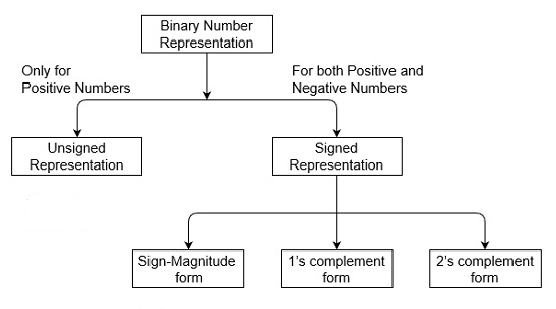 Binary Number
Representation
Only for
Positive Numbers
For both Positive and
Negative Numbers
Unsigned
Representation
Signed
Representation
Sign-Magnitude
form
1's complement
form
2's complement
form